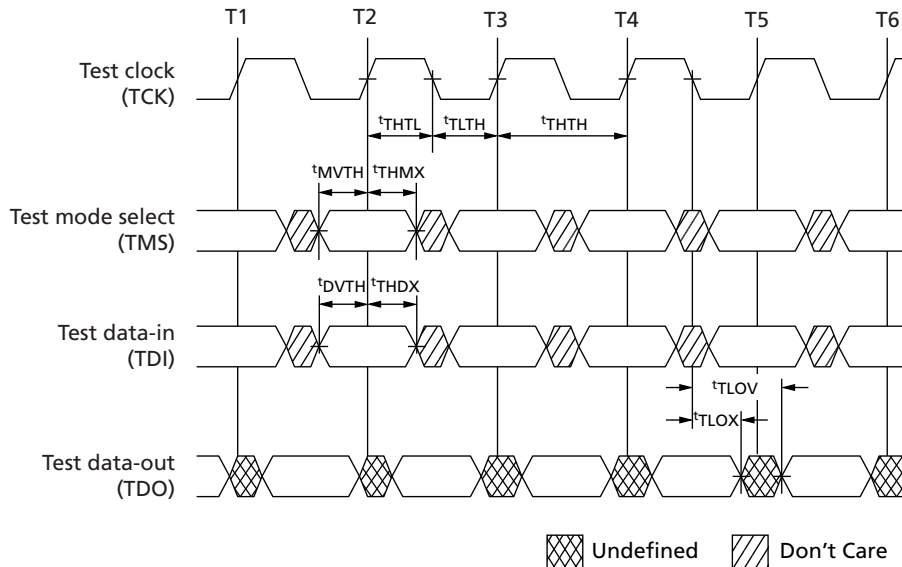 T1 T2 T3 T4 T5 T6
Test clock
(TCK)
tTHTL tTLTH tTHTH
tMVTH tTHMX
Test mode select
(TMS)
tDVTH tTHDX
Test data-in
(TDI)
tTLOV
tTLOX
Test data-out
(TDO)
Undefined Don't Care